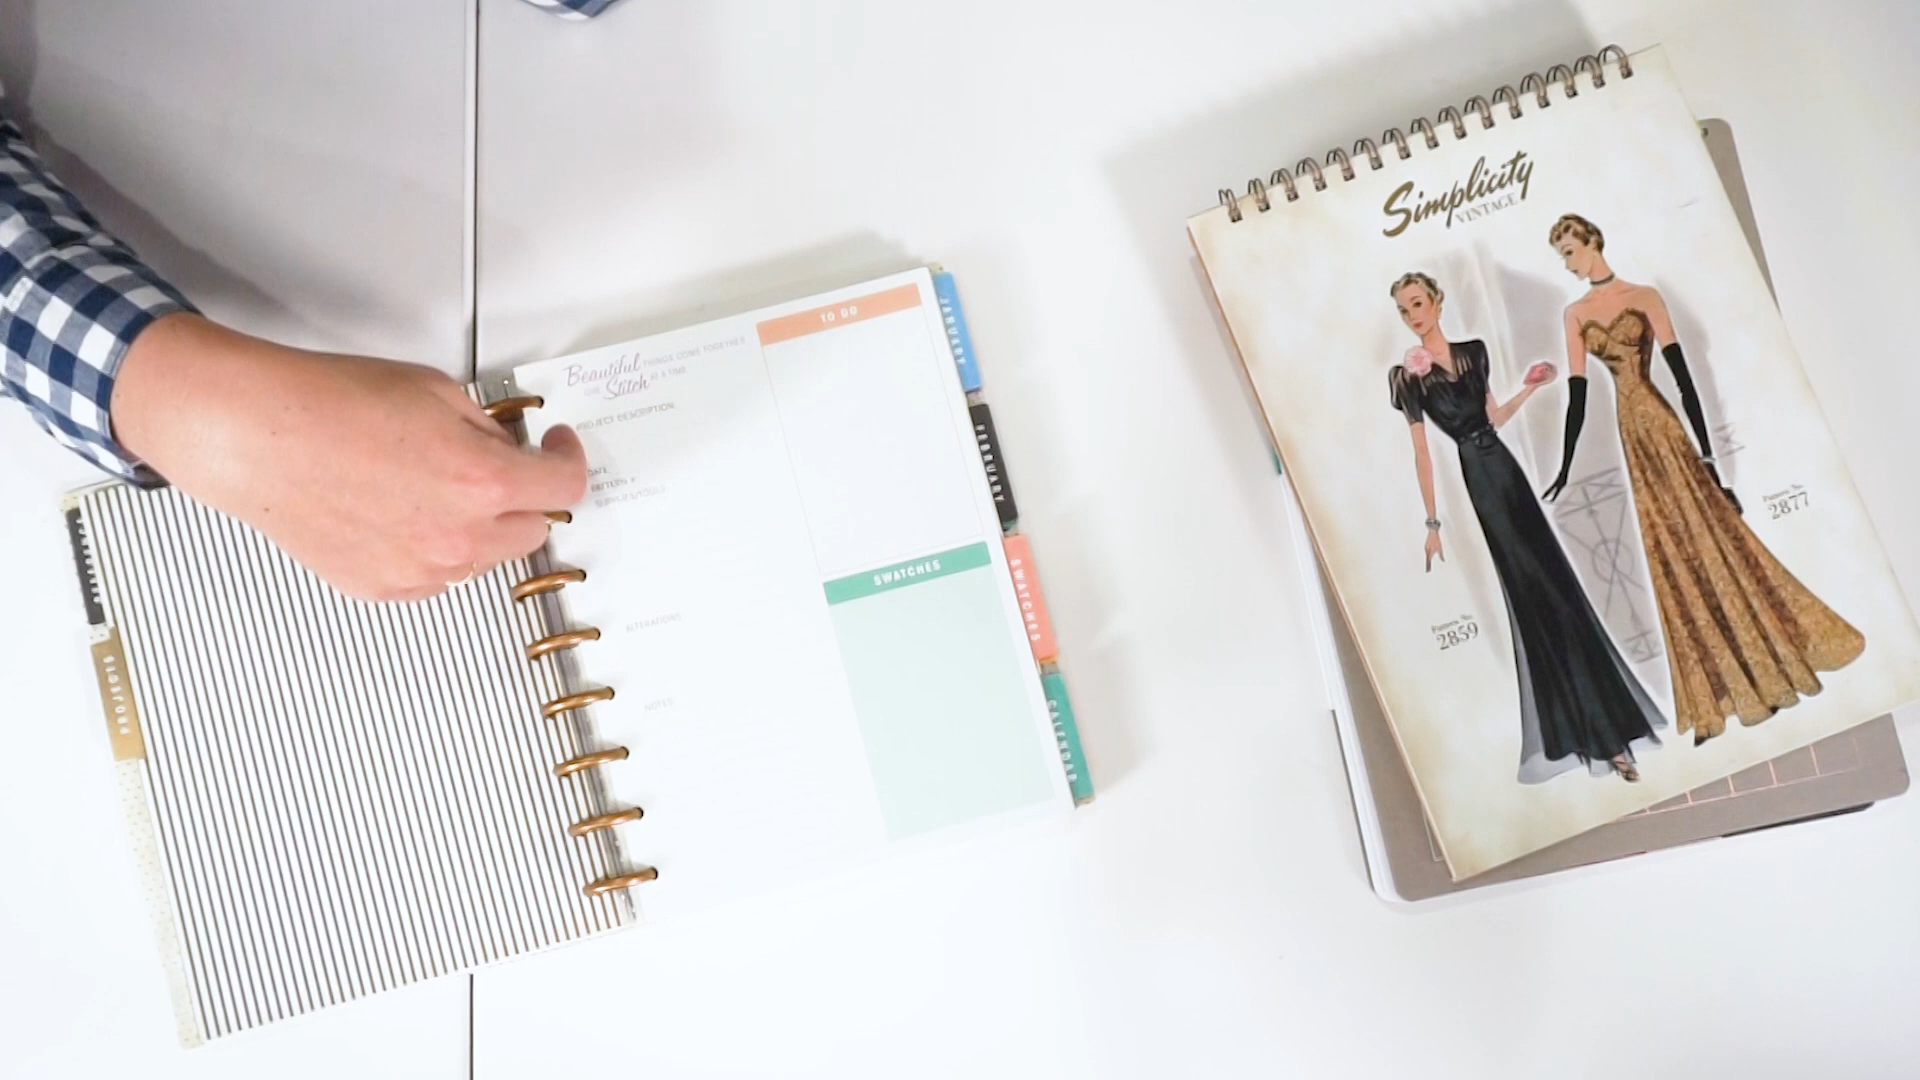 Beautiful THINGS COME TOGETHER
ONE Stitch AT A TIME
PROJECT DESCRIPTION
DATE
PATTERN #
ALTERATIONS
NOTES
TO DO
SWATCHES
JANUARY
FEBRUARY
SWATCHES
CALENDAR
Simplicity
VINTAGE
Pattern No.
2877
Pattern No.
2859